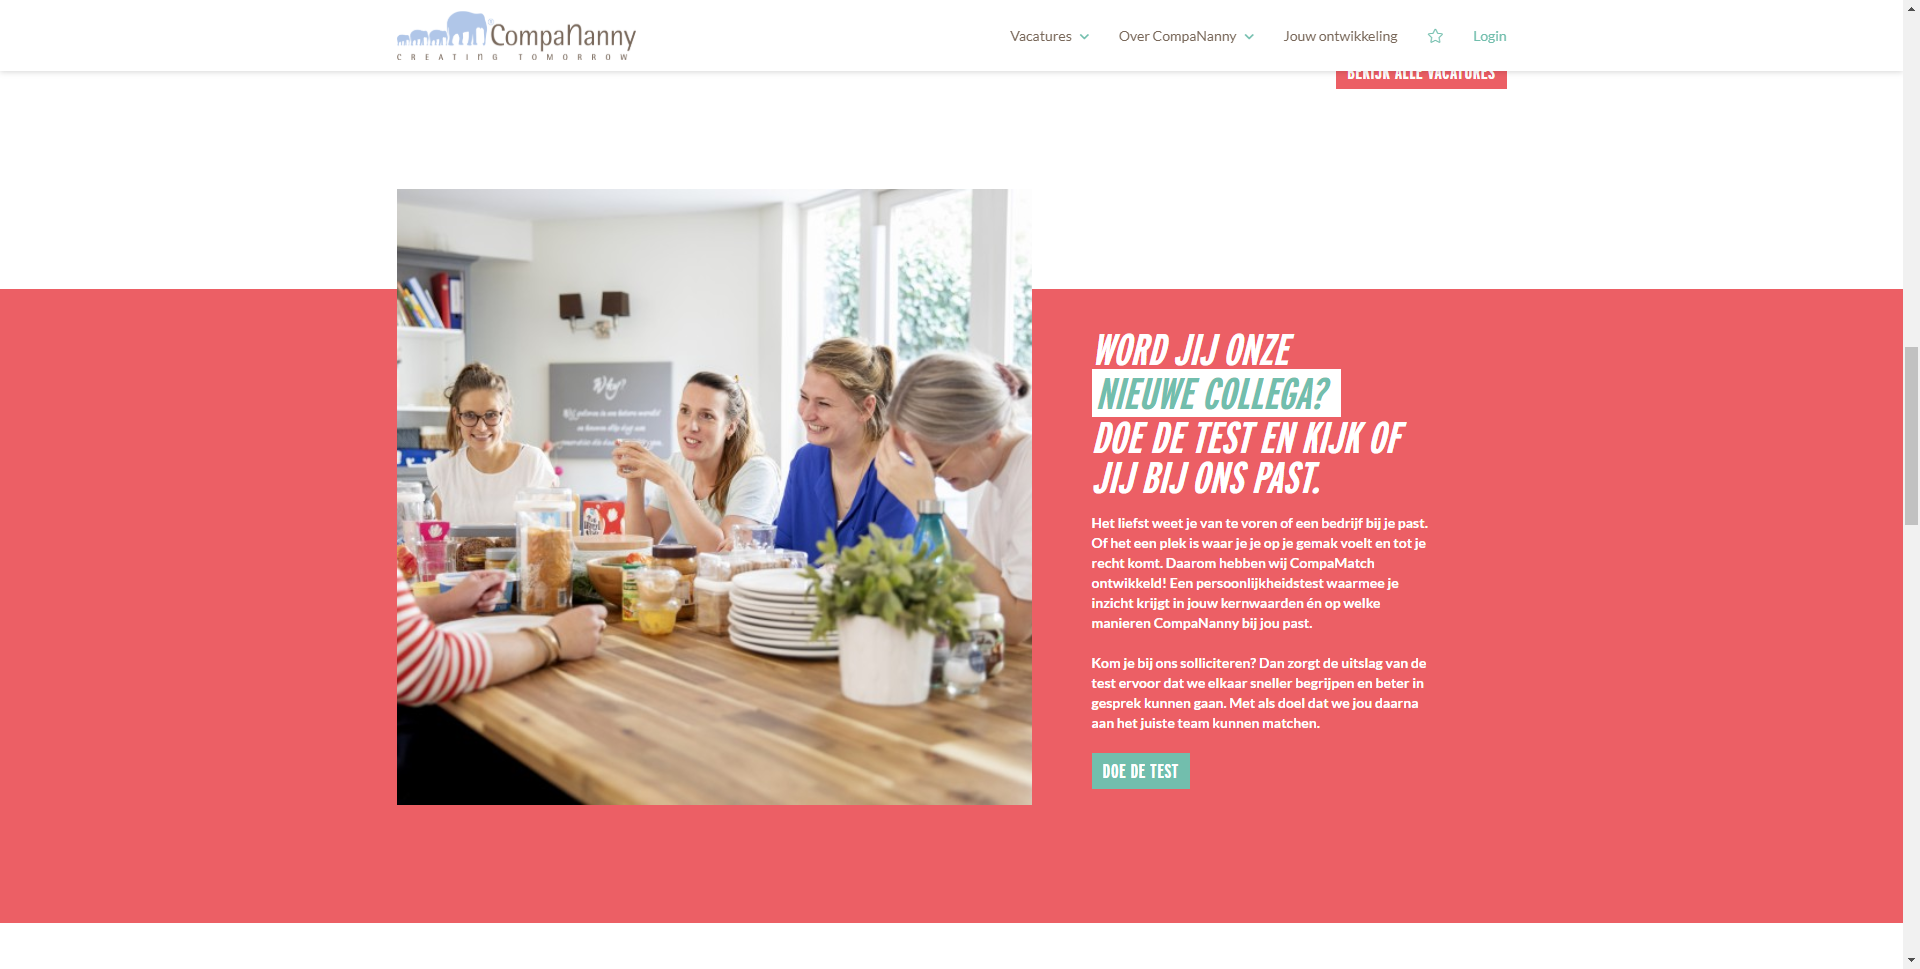 CompaNanny
CREATING TOMORROW
Vacatures
Over CompaNanny
Jouw ontwikkeling
Login
BEKIJK ALLE VACATURES
Why?
WORD JIJ ONZE
NIEUWE COLLEGA?
DOE DE TEST EN KIJK OF
JIJ BIJ ONS PAST.
Het liefst weet je van te voren of een bedrijf bij je past.
Of het een plek is waar je je op je gemak voelt en tot je
recht komt. Daarom hebben wij CompaMatch
ontwikkeld! Een persoonlijkheidstest waarmee je
inzicht krijgt in jouw kernwaarden én op welke
manieren CompaNanny bij jou past.
Kom je bij ons solliciteren? Dan zorgt de uitslag van de
test ervoor dat we elkaar sneller begrijpen en beter in
gesprek kunnen gaan. Met als doel dat we jou daarna
aan het juiste team kunnen matchen.
DOE DE TEST